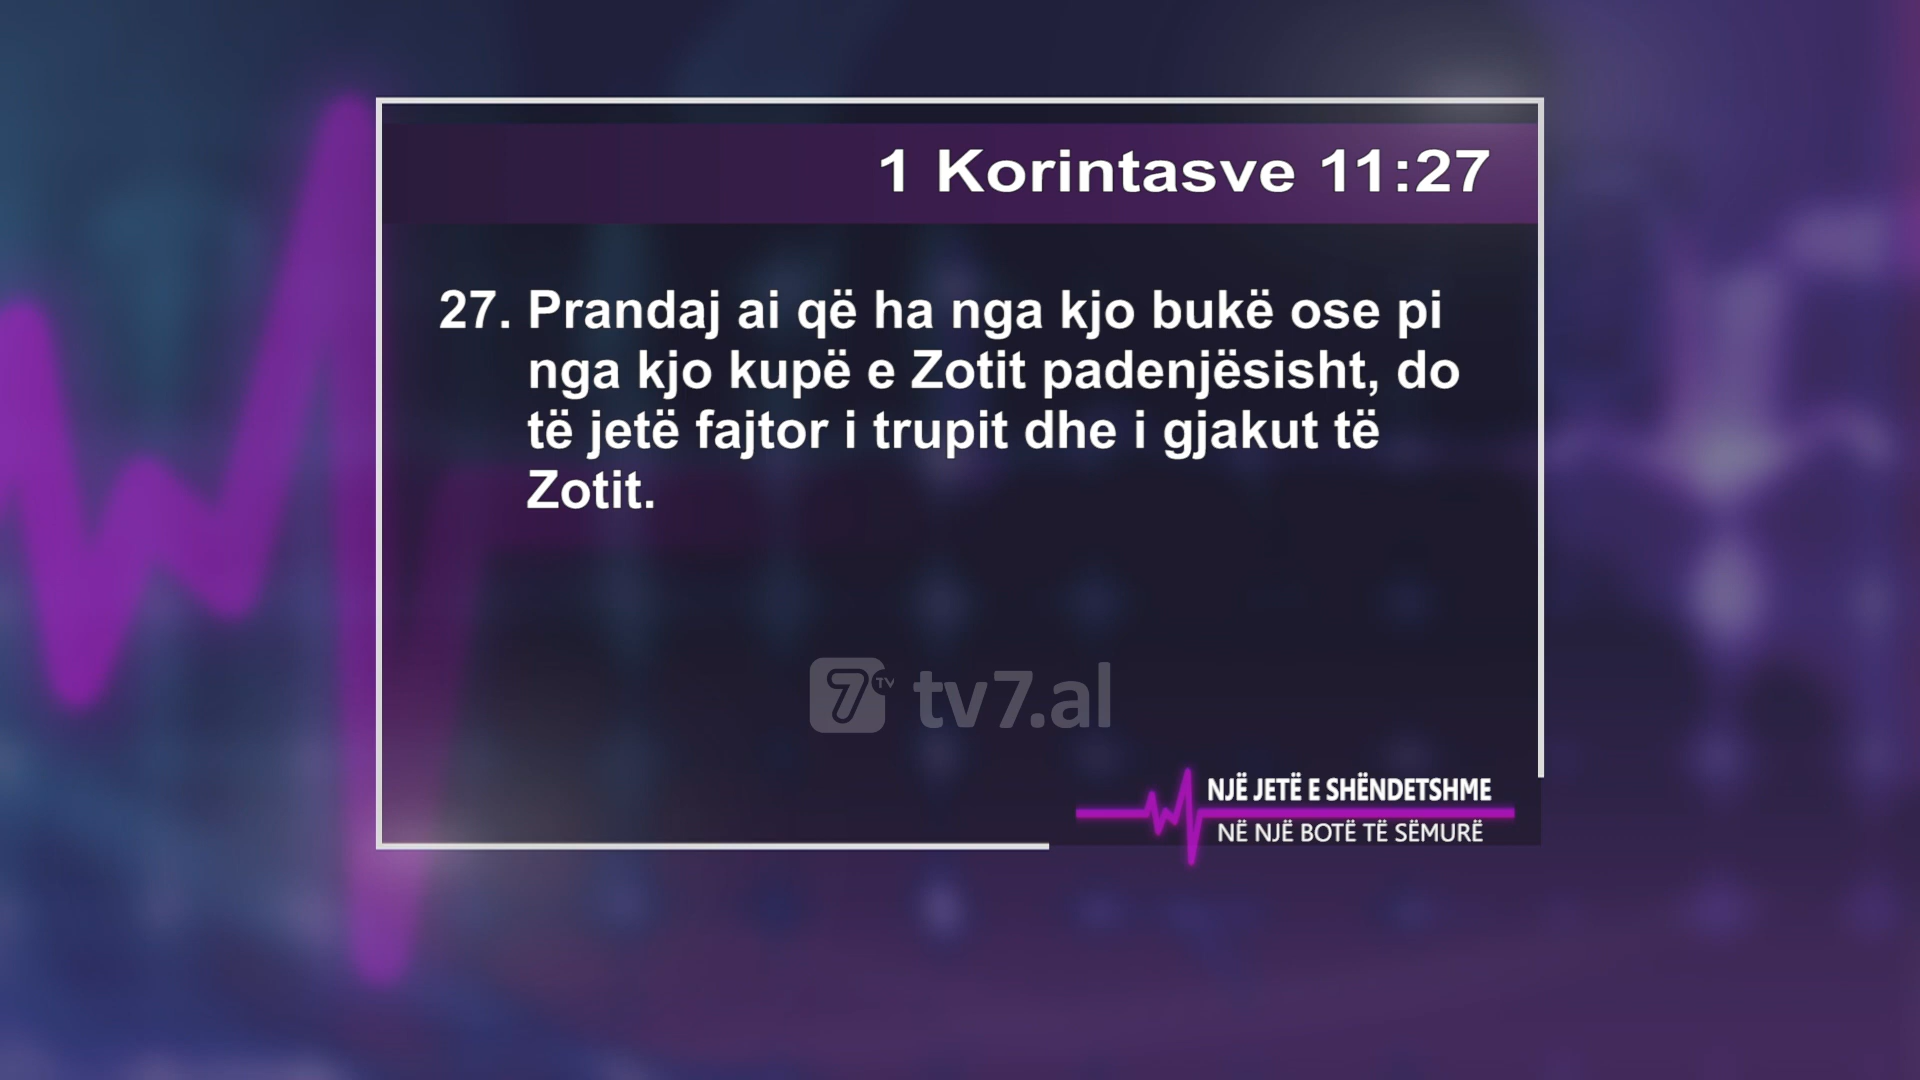 1 Korintasve 11:27
27. Prandaj ai që ha nga kjo bukë ose pi
nga kjo kupë e Zotit padenjësisht, do
të jetë fajtor i trupit dhe i gjakut të
Zotit.
7 TV tv7.al
NJË JETË E SHËNDETSHME
NË NJË BOTË TË SËMURË